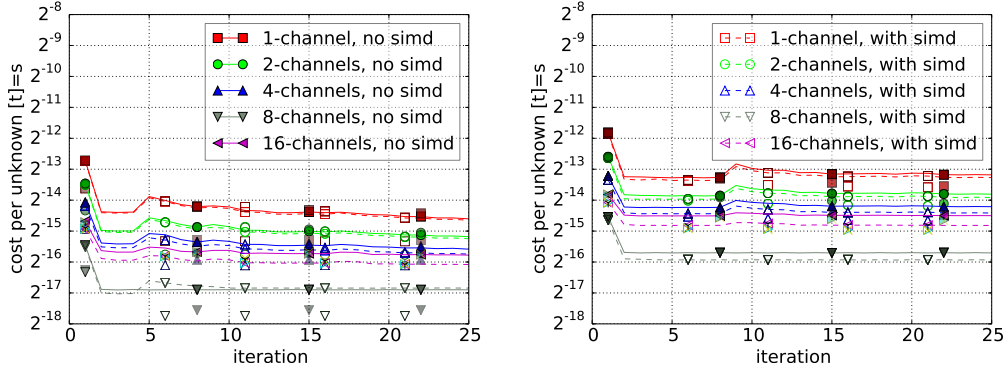 cost per unknown [t]=s
2^-8
2^-9
2^-10
2^-11
2^-12
2^-13
2^-14
2^-15
2^-16
2^-17
2^-18
1-channel, no simd
2-channels, no simd
4-channels, no simd
8-channels, no simd
16-channels, no simd
0 5 10 15 20 25
iteration
cost per unknown [t]=s
2^-8
2^-9
2^-10
2^-11
2^-12
2^-13
2^-14
2^-15
2^-16
2^-17
2^-18
1-channel, with simd
2-channels, with simd
4-channels, with simd
8-channels, with simd
16-channels, with simd
0 5 10 15 20 25
iteration